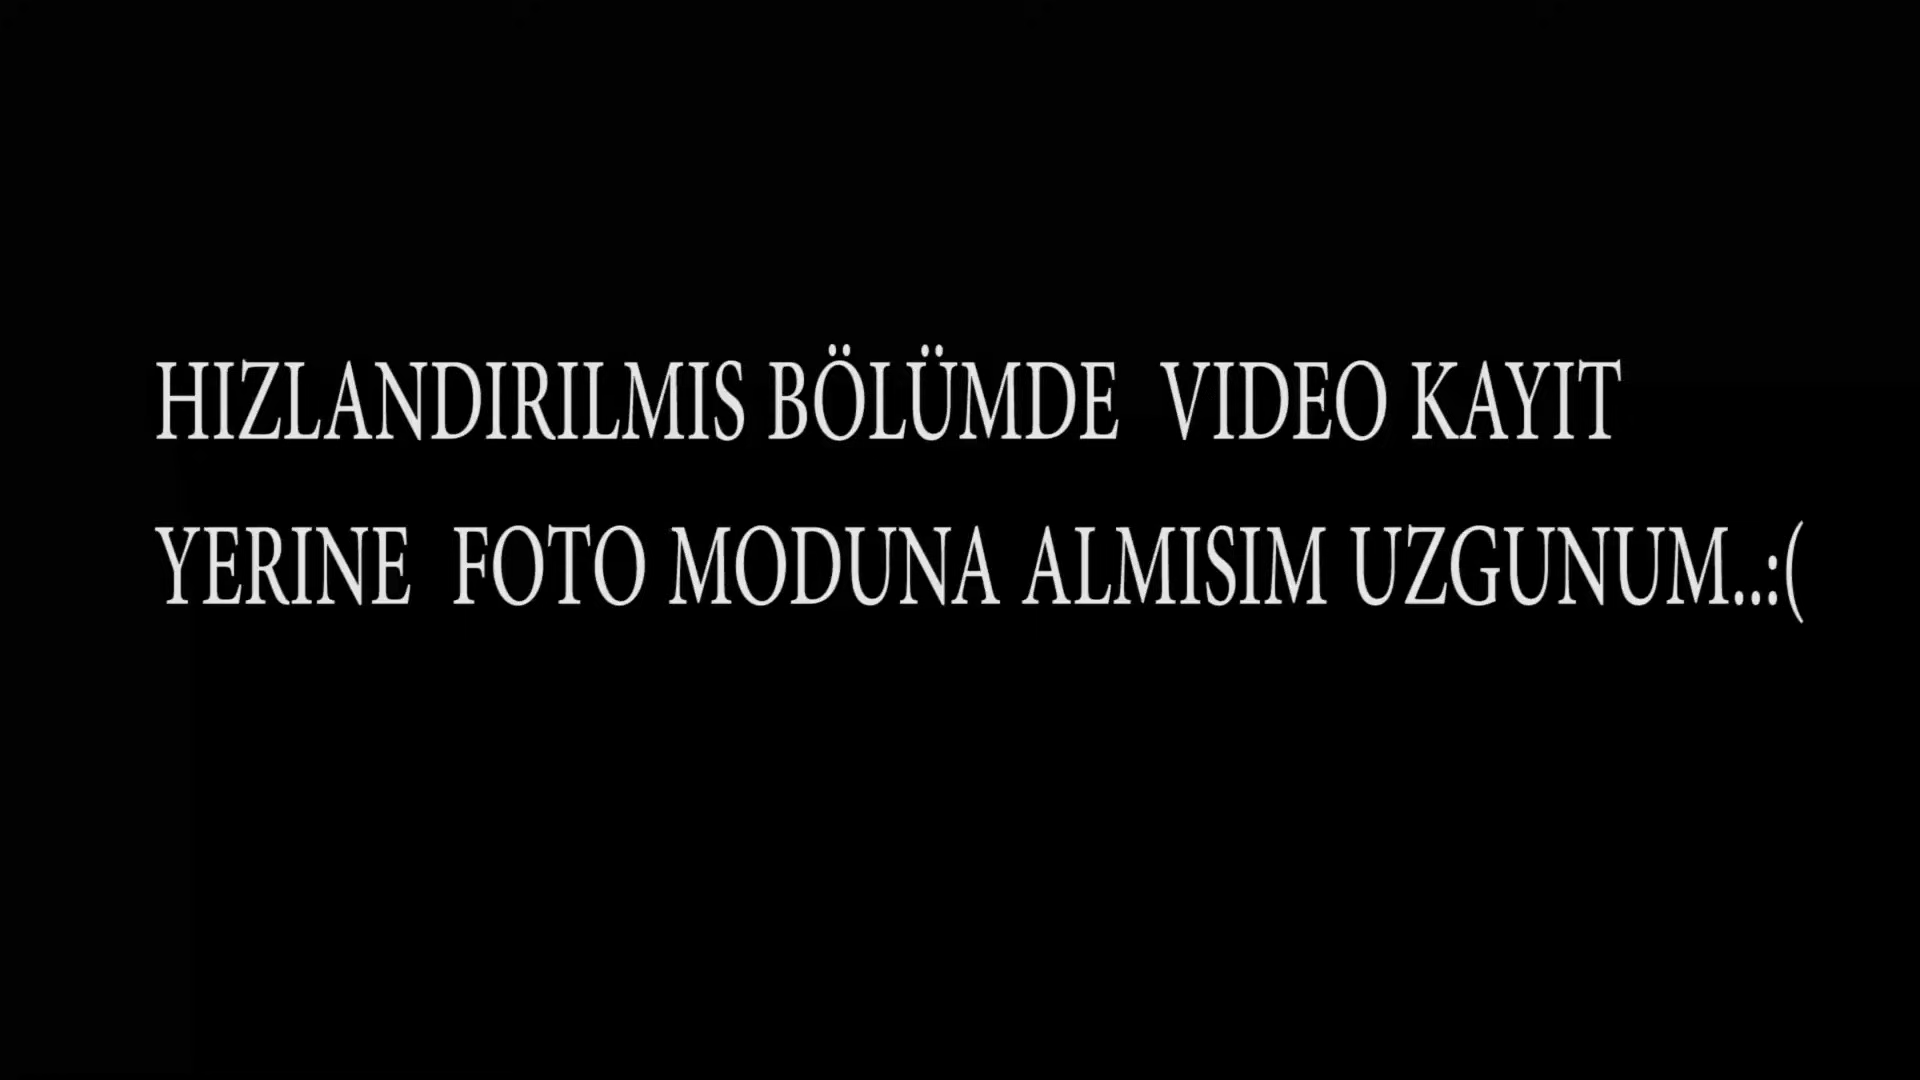 HIZLANDIRILMIS BÖLÜMDE  VIDEO KAYIT
YERINE  FOTO MODUNA ALMISIM UZGUNUM..:(